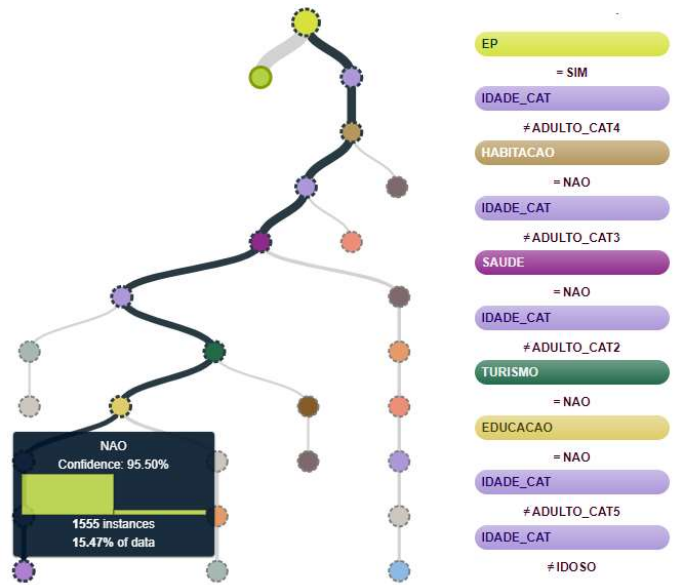 EP
= SIM
IDADE_CAT
≠ ADULTO_CAT4
HABITACAO
= NAO
IDADE_CAT
≠ ADULTO_CAT3
SAUDE
= NAO
IDADE_CAT
≠ ADULTO_CAT2
TURISMO
= NAO
EDUCACAO
= NAO
IDADE_CAT
≠ ADULTO_CAT5
IDADE_CAT
≠ IDOSO
NAO
Confidence: 95.50%
1555 instances
15.47% of data